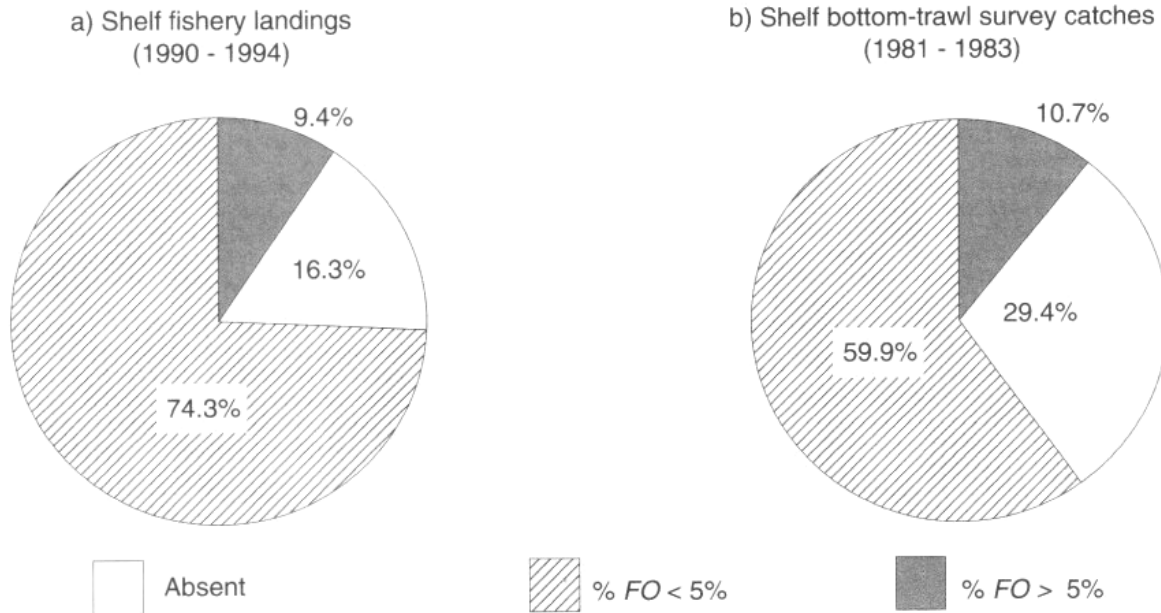 a) Shelf fishery landings
(1990 - 1994)
9.4%
16.3%
74.3%
b) Shelf bottom-trawl survey catches
(1981 - 1983)
10.7%
29.4%
59.9%
Absent
% FO < 5%
% FO > 5%